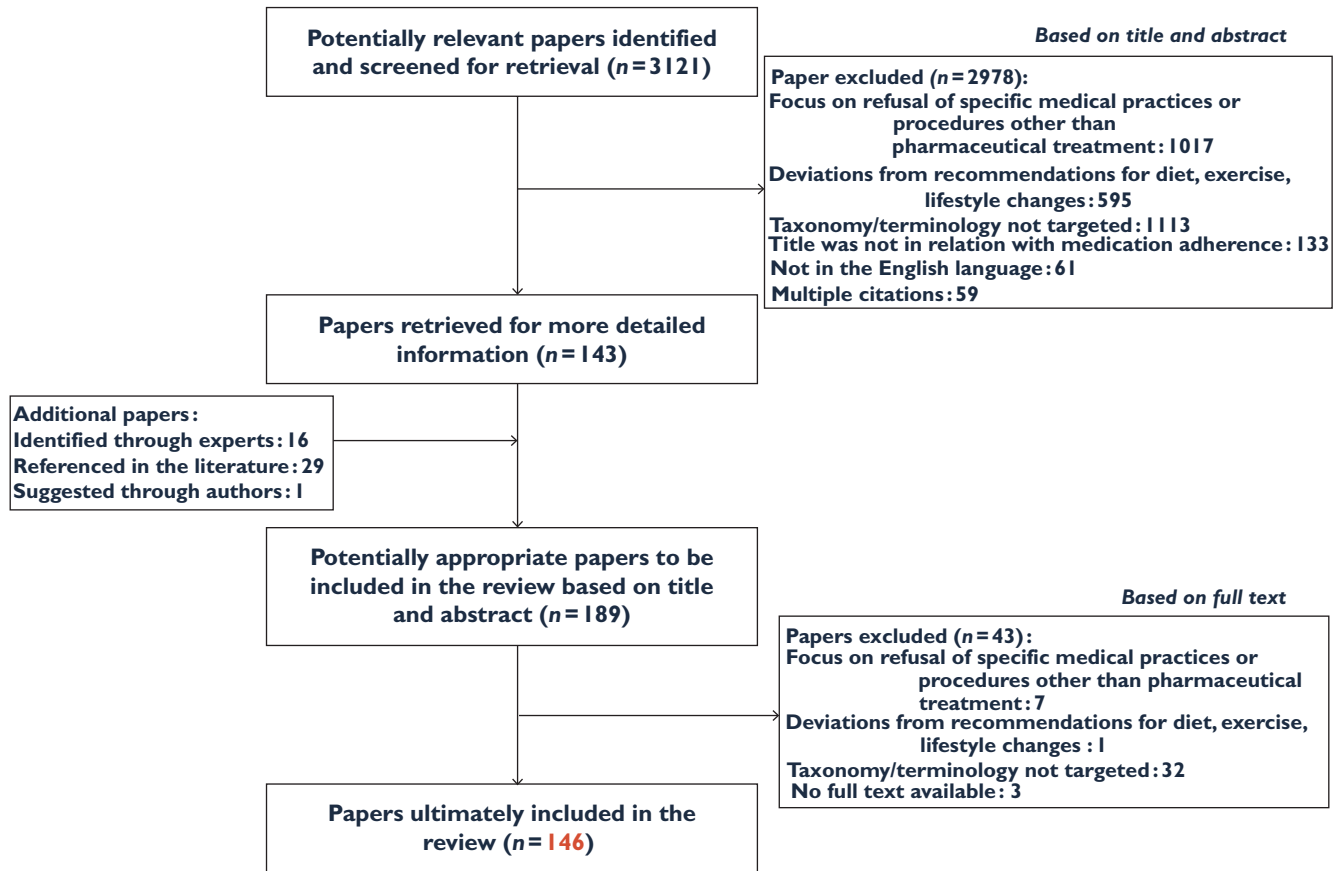 Potentially relevant papers identified
and screened for retrieval (n=3121)
Based on title and abstract
Paper excluded (n=2978):
Focus on refusal of specific medical practices or
procedures other than
pharmaceutical treatment: 1017
Deviations from recommendations for diet, exercise,
lifestyle changes: 595
Taxonomy/terminology not targeted: 1113
Title was not in relation with medication adherence: 133
Not in the English language: 61
Multiple citations: 59
Papers retrieved for more detailed
information (n=143)
Additional papers:
Identified through experts: 16
Referenced in the literature: 29
Suggested through authors: 1
Potentially appropriate papers to be
included in the review based on title
and abstract (n=189)
Based on full text
Papers excluded (n=43):
Focus on refusal of specific medical practices or
procedures other than pharmaceutical
treatment: 7
Deviations from recommendations for diet, exercise,
lifestyle changes : 1
Taxonomy/terminology not targeted: 32
No full text available: 3
Papers ultimately included in the
review (n=146)